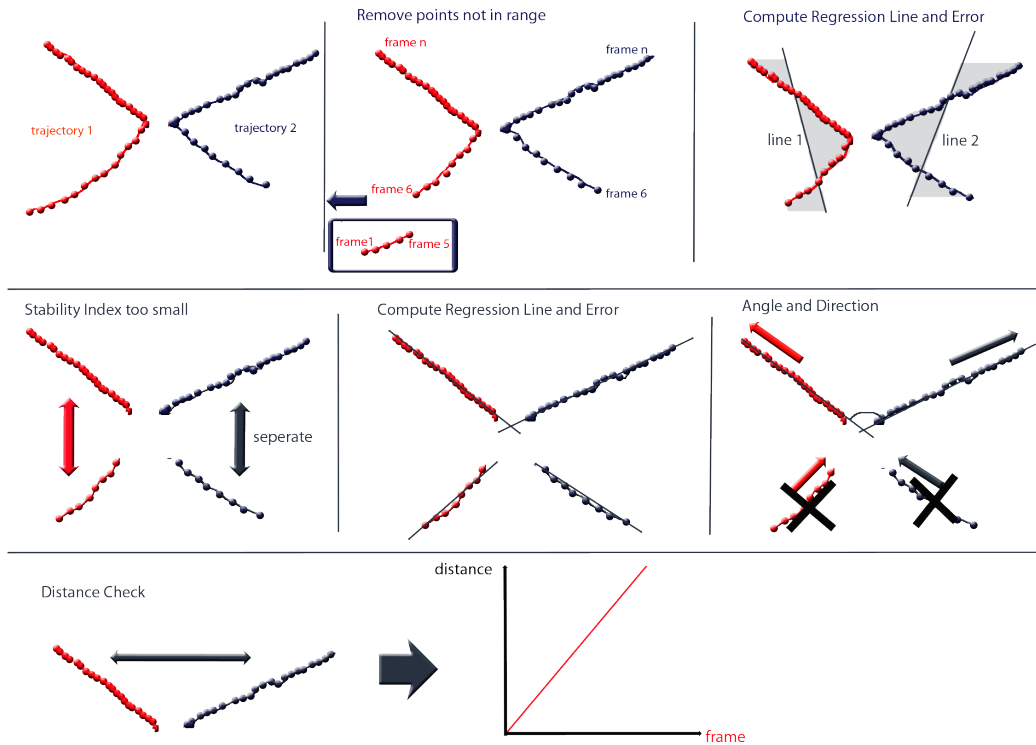 Remove points not in range
Compute Regression Line and Error
frame n
frame n
trajectory 1
trajectory 2
line 1
line 2
frame 6
frame 6
frame1
frame 5
Stability Index too small
Compute Regression Line and Error
Angle and Direction
seperate
distance
Distance Check
frame